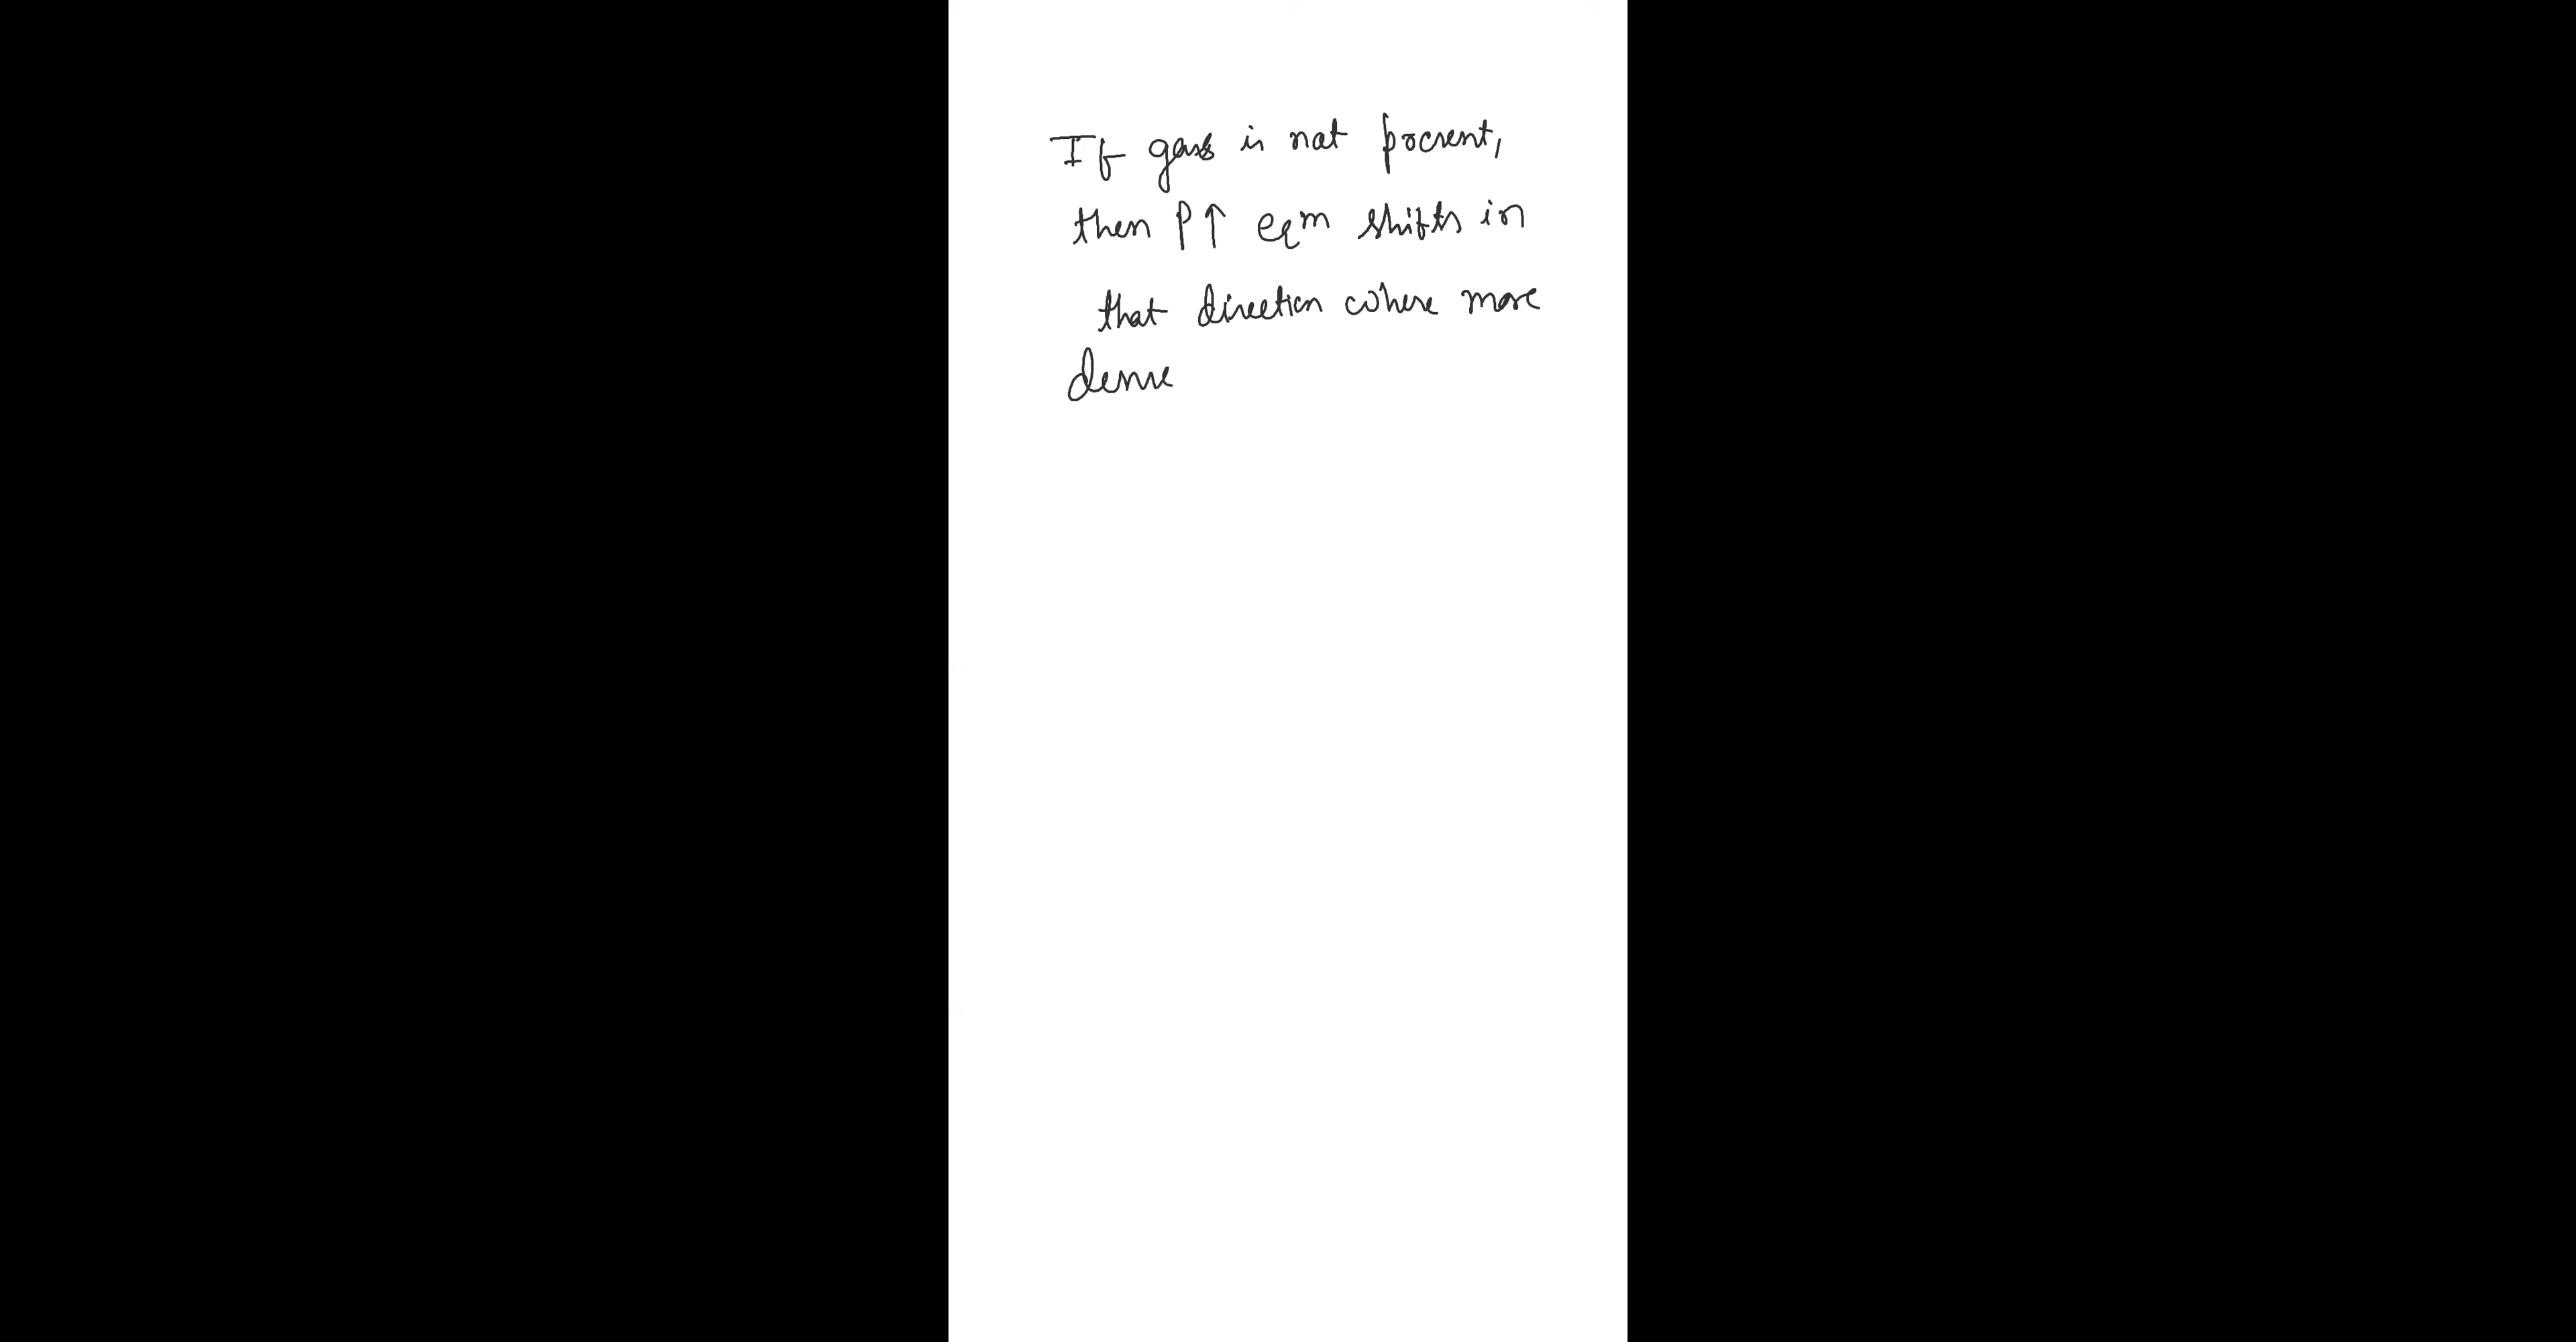 If gas is not present,
then P↑ eqm shifts in
that direction where more
dense